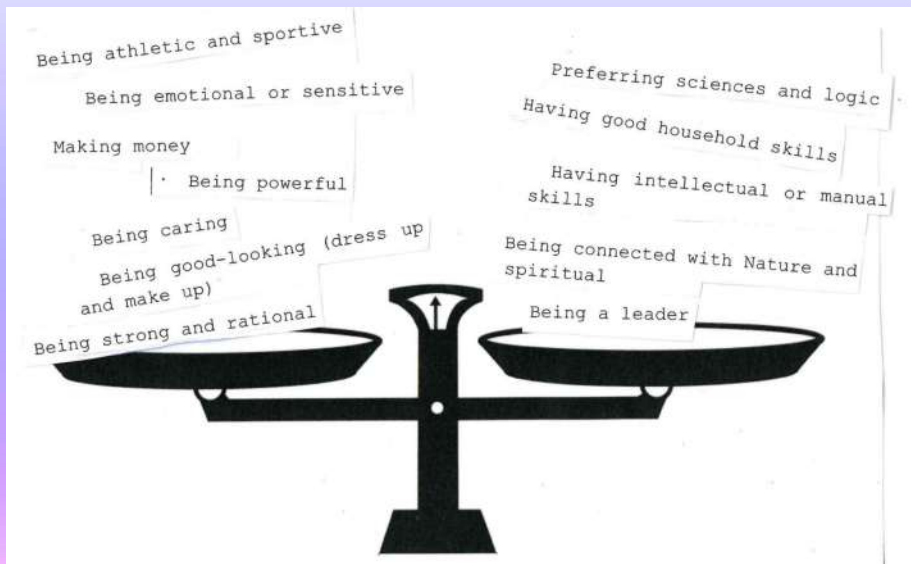 Being athletic and sportive
Being emotional or sensitive
Making money
Being powerful
Being caring
Being good-looking (dress up
and make up)
Being strong and rational
Preferring sciences and logic
Having good household skills
Having intellectual or manual
skills
Being connected with Nature and
spiritual
Being a leader